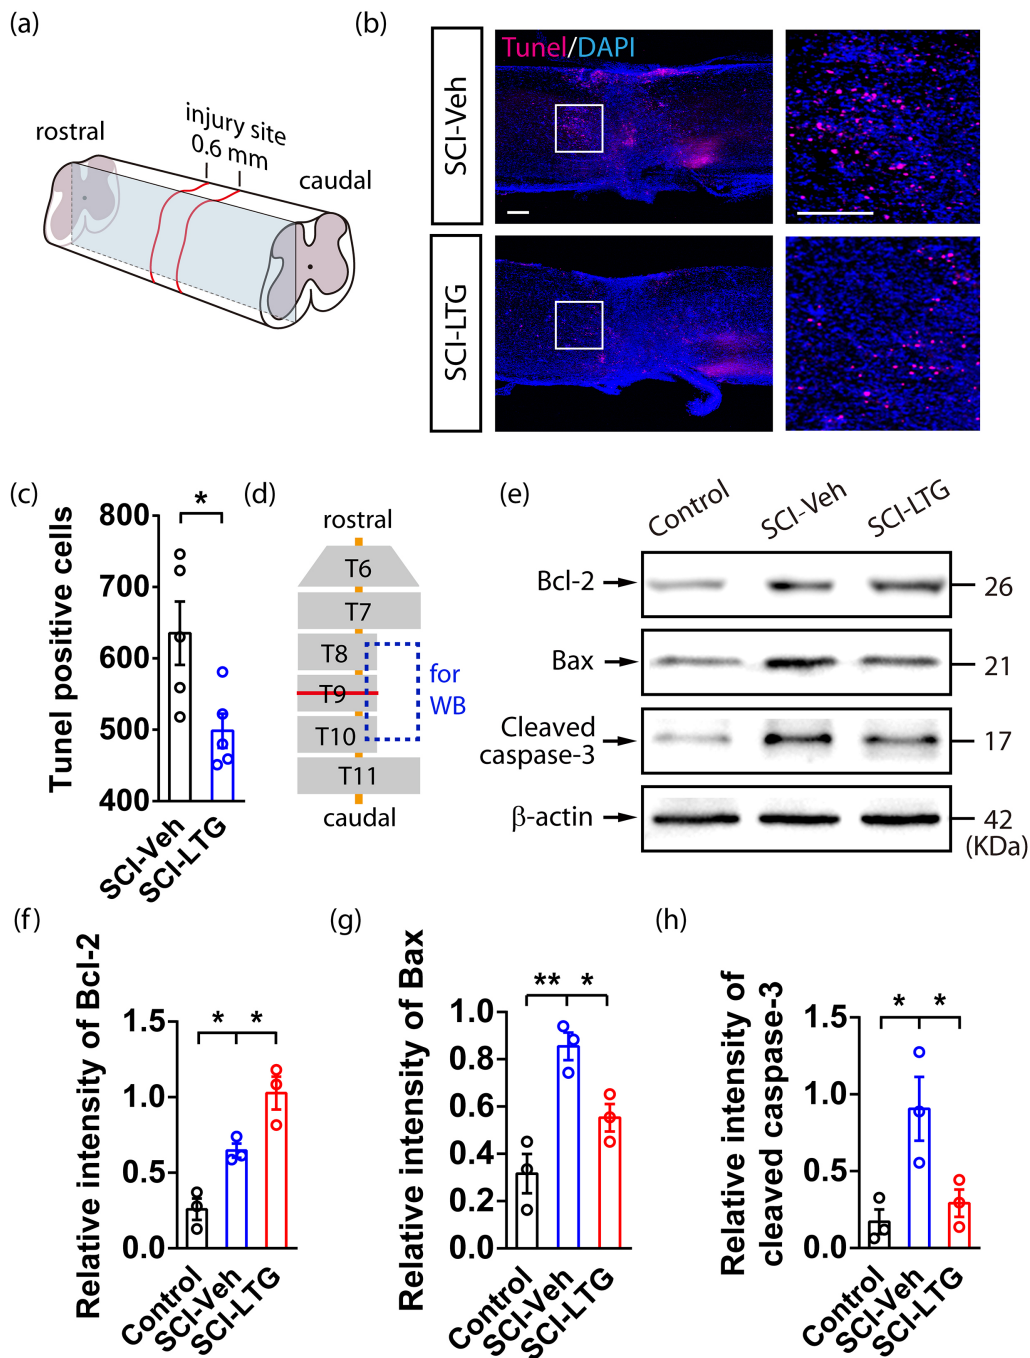 (a)
rostral
injury site
0.6 mm
caudal
(b)
SCI-Veh
Tunel/DAPI
SCI-LTG
(c)
Tunel positive cells
800
700
600
500
400
*
SCI-Veh
SCI-LTG
(d)
rostral
T6
T7
T8
T9
T10
T11
caudal
for
WB
(e)
Control
SCI-Veh
SCI-LTG
Bcl-2
26
Bax
21
Cleaved
caspase-3
17
β-actin
42
(KDa)
(f)
Relative intensity of Bcl-2
1.5
1.0
0.5
0.0
* *
Control
SCI-Veh
SCI-LTG
(g)
Relative intensity of Bax
1.0
0.8
0.6
0.4
0.2
0.0
** *
Control
SCI-Veh
SCI-LTG
(h)
Relative intensity of
cleaved caspase-3
1.5
1.0
0.5
0.0
* *
Control
SCI-Veh
SCI-LTG